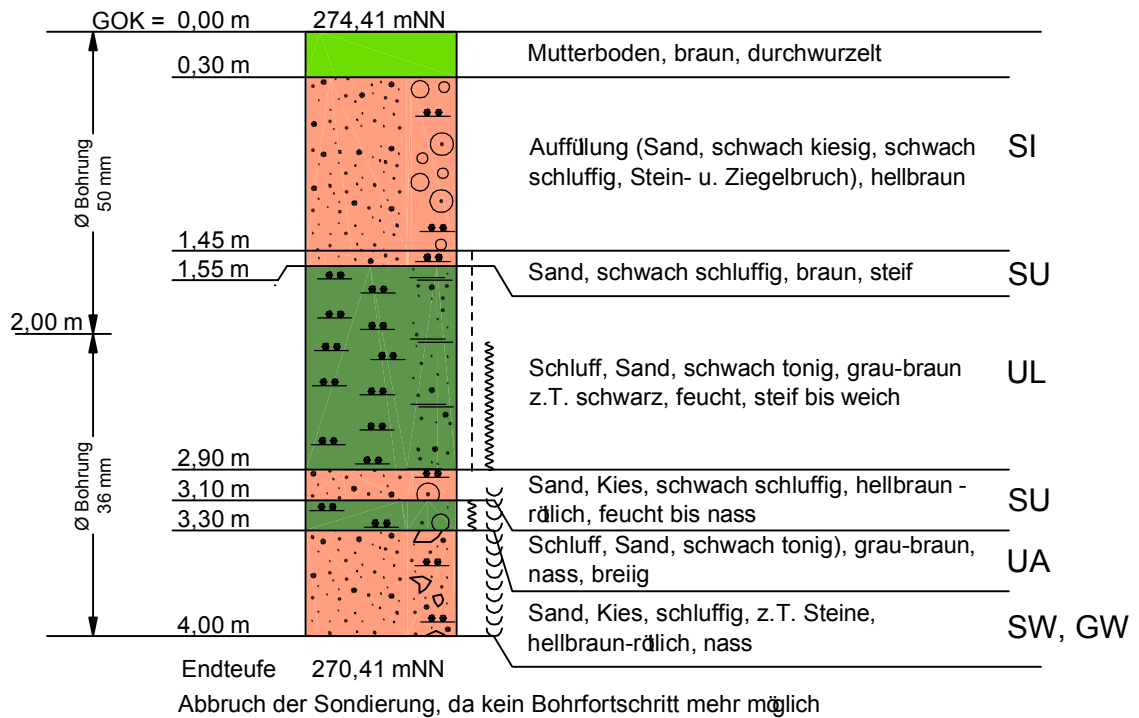 GOK = 0,00 m 274,41 mNN
Mutterboden, braun, durchwurzelt
0,30 m
Auffülung (Sand, schwach kiesig, schwach
schluffig, Stein- u. Ziegelbruch), hellbraun
SI
Ø Bohrung
50 mm
1,45 m
1,55 m
Sand, schwach schluffig, braun, steif
SU
2,00 m
Schluff, Sand, schwach tonig, grau-braun
z.T. schwarz, feucht, steif bis weich
UL
Ø Bohrung
36 mm
2,90 m
3,10 m
Sand, Kies, schwach schluffig, hellbraun -
rötlich, feucht bis nass
SU
3,30 m
Schluff, Sand, schwach tonig), grau-braun,
nass, breiig
UA
Sand, Kies, schluffig, z.T. Steine,
hellbraun-rötlich, nass
SW, GW
4,00 m
Endteufe 270,41 mNN
Abbruch der Sondierung, da kein Bohrfortschritt mehr möglich